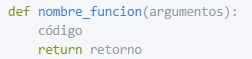 def nombre_funcion(argumentos):
    código
    return retorno